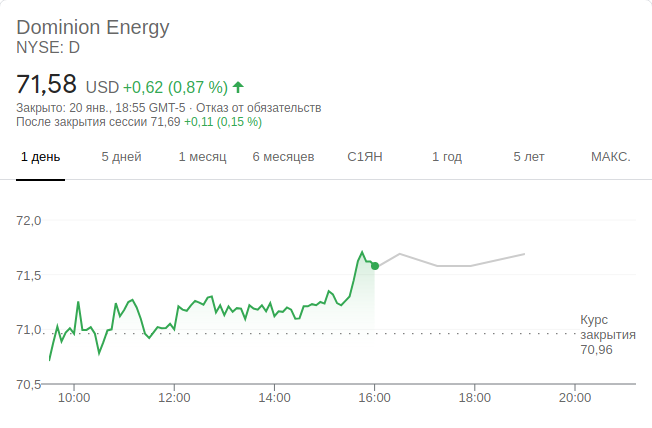 Dominion Energy
NYSE: D
71,58 USD +0,62 (0,87 %)
Закрыто: 20 янв., 18:55 GMT-5 · Отказ от обязательств
После закрытия сессии 71,69 +0,11 (0,15 %)
1 день 5 дней 1 месяц 6 месяцев С1ЯН 1 год 5 лет МАКС.
72,0
71,5
71,0
70,5
Курс
закрытия
70,96
10:00 12:00 14:00 16:00 18:00 20:00